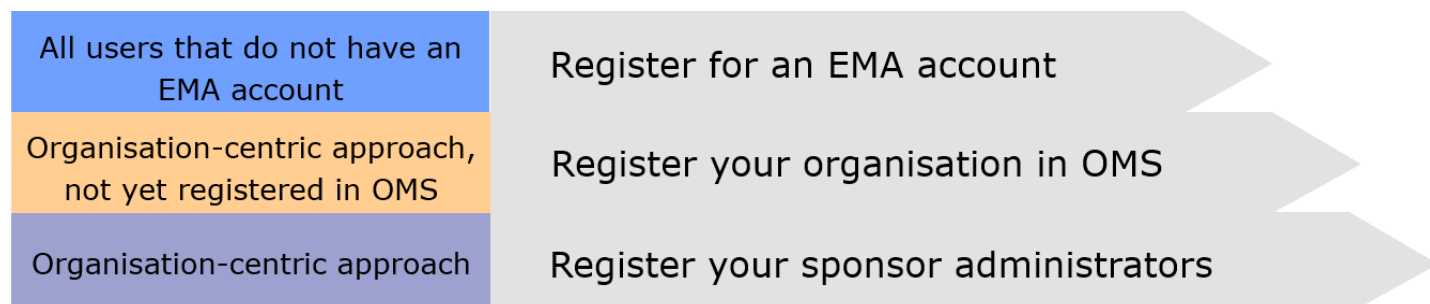 All users that do not have an
EMA account
Register for an EMA account
Organisation-centric approach,
not yet registered in OMS
Register your organisation in OMS
Organisation-centric approach
Register your sponsor administrators